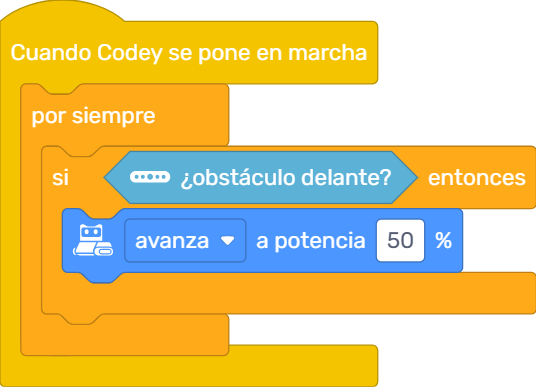 Cuando Codey se pone en marcha
por siempre
si ¿obstáculo delante? entonces
avanza a potencia 50 %